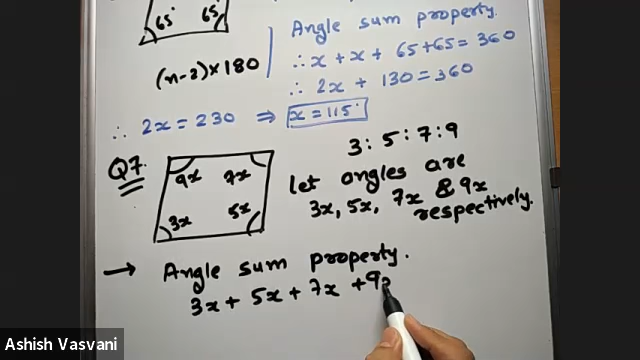 65° 65
Angle sum property.
(n-2)×180
∴ x + x + 65 + 65 = 360
∴ 2x + 130 = 360
∴ 2x = 230 ⇒ x = 115°
3 : 5 : 7 : 9
Q7.
9x 7x
3x 5x
let angles are
3x, 5x, 7x & 9x
respectively.
→ Angle sum property.
3x + 5x + 7x + 9
Ashish Vasvani